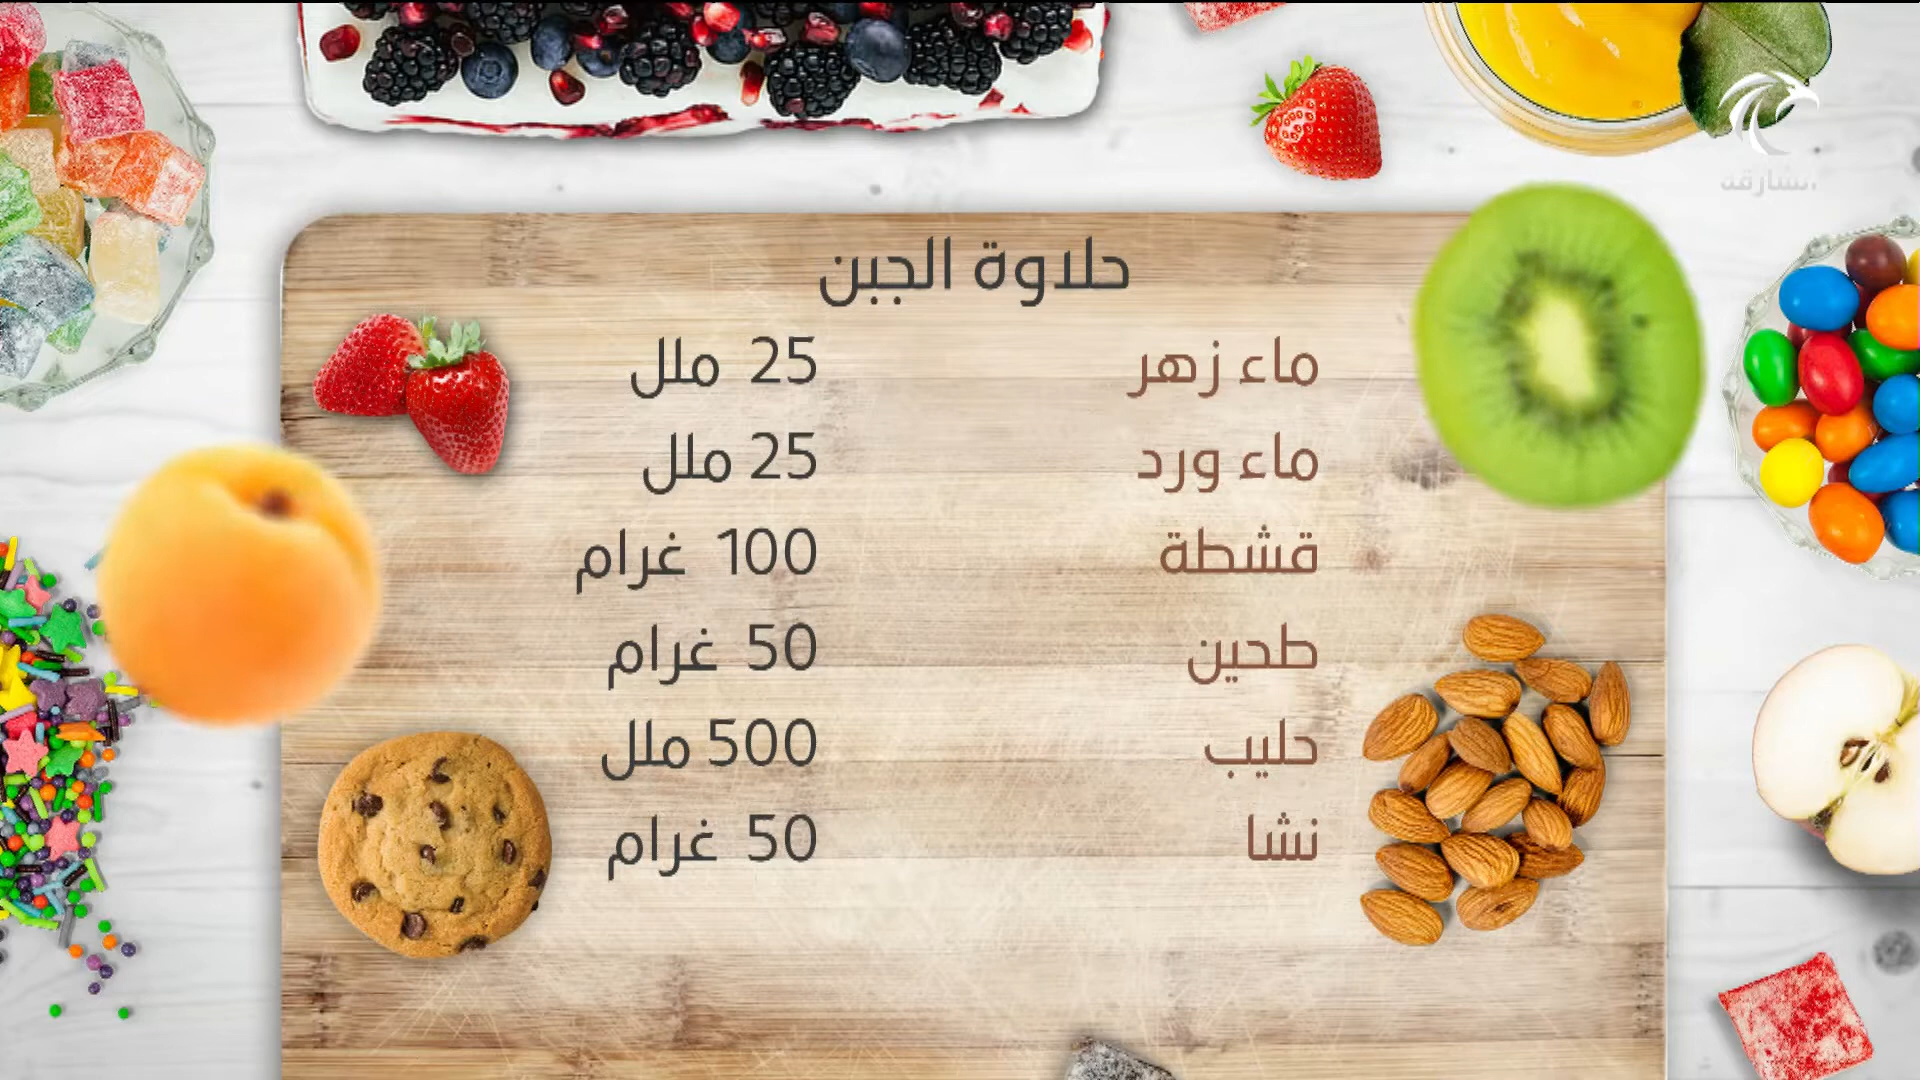 الشارقة
حلاوة الجبن
ماء زهر 25 ملل
ماء ورد 25 ملل
قشطة 100 غرام
طحين 50 غرام
حليب 500 ملل
نشا 50 غرام